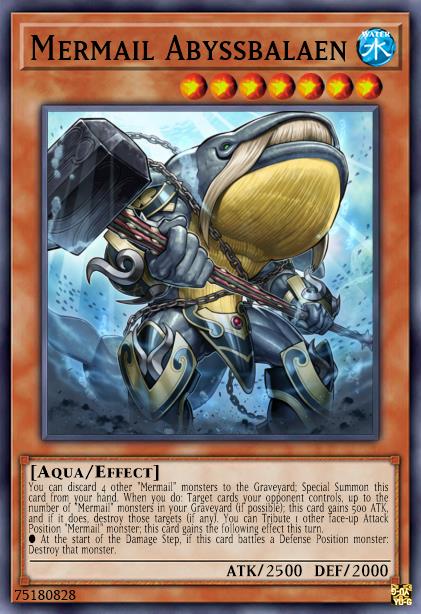 Mermail Abyssbalaen
WATER
水
[Aqua/Effect]
You can discard 4 other "Mermail" monsters to the Graveyard; Special Summon this
card from your hand. When you do: Target cards your opponent controls, up to the
number of "Mermail" monsters in your Graveyard (if possible); this card gains 500 ATK,
and if it does, destroy those targets (if any). You can Tribute 1 other face-up Attack
Position "Mermail" monster; this card gains the following effect this turn.
● At the start of the Damage Step, if this card battles a Defense Position monster:
Destroy that monster.
ATK/2500 DEF/2000
75180828